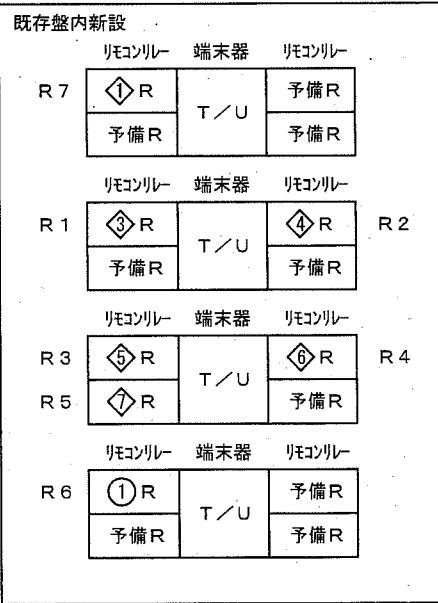 既存盤内新設
ﾘﾓｺﾝﾘﾚｰ 端末器 ﾘﾓｺﾝﾘﾚｰ
R7 ①R T/U 予備R
予備R 予備R
ﾘﾓｺﾝﾘﾚｰ 端末器 ﾘﾓｺﾝﾘﾚｰ
R1 ③R T/U ④R R2
予備R 予備R
ﾘﾓｺﾝﾘﾚｰ 端末器 ﾘﾓｺﾝﾘﾚｰ
R3 ⑤R T/U ⑥R R4
R5 ⑦R 予備R
ﾘﾓｺﾝﾘﾚｰ 端末器 ﾘﾓｺﾝﾘﾚｰ
R6 ①R T/U 予備R
予備R 予備R